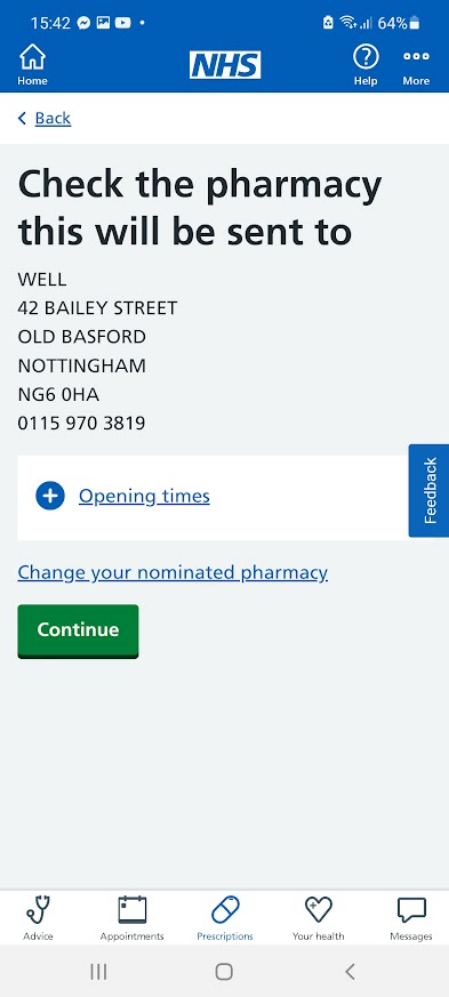 15:42
64%
Home
NHS
Help
More
Back
Check the pharmacy
this will be sent to
WELL
42 BAILEY STREET
OLD BASFORD
NOTTINGHAM
NG6 0HA
0115 970 3819
Feedback
Opening times
Change your nominated pharmacy
Continue
Advice
Appointments
Prescriptions
Your health
Messages